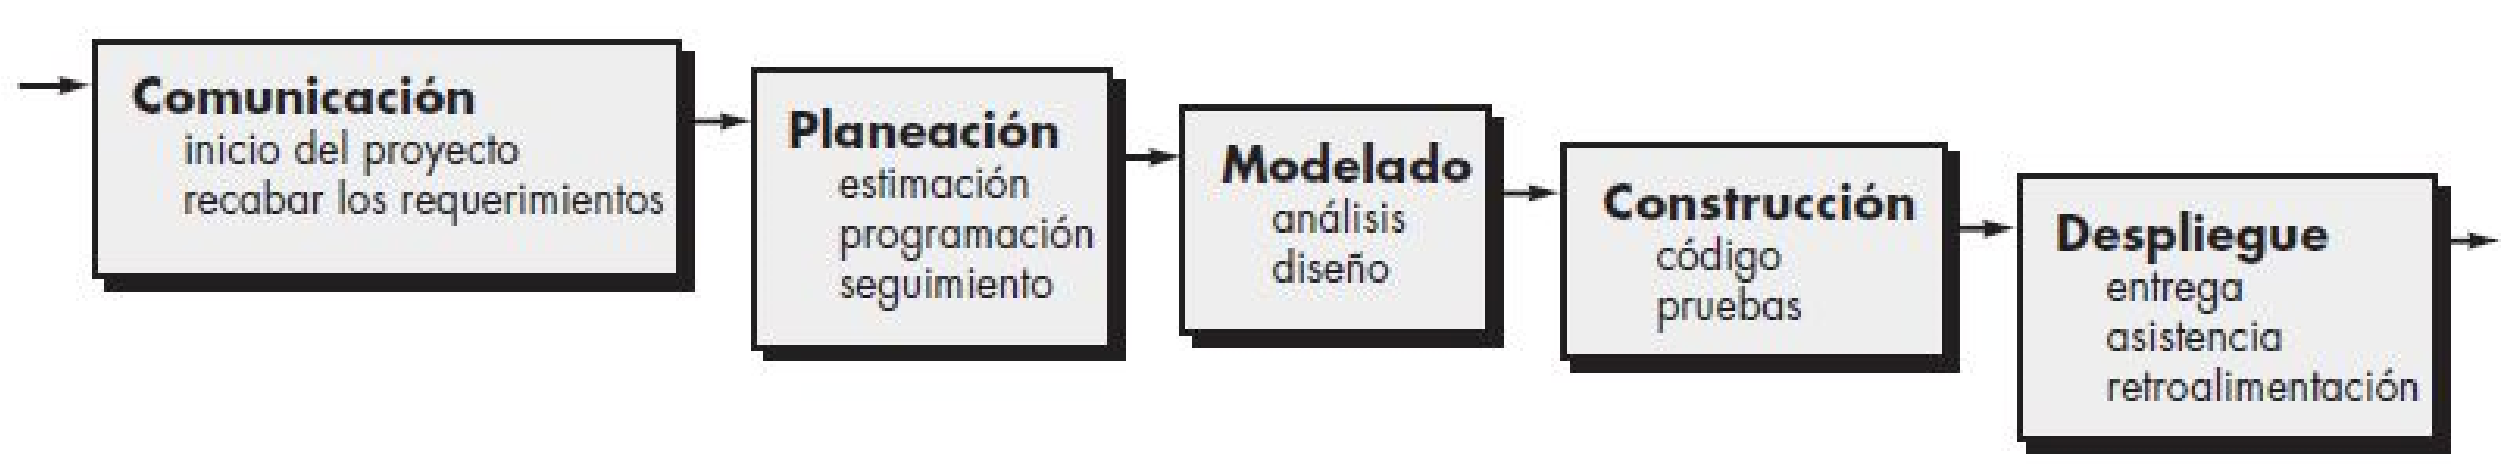 Comunicación
inicio del proyecto
recabar los requerimientos
Planeación
estimación
programación
seguimiento
Modelado
análisis
diseño
Construcción
código
pruebas
Despliegue
entrega
asistencia
retroalimentación